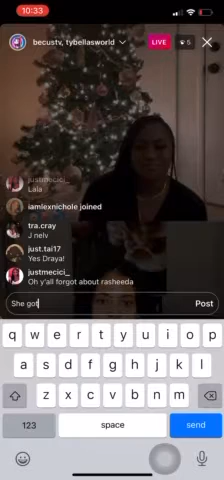 10:33
becustv, tybellasworld
LIVE
5
justmecici_
Lala
iamlexnichole joined
tra.cray
J nelv
just.tai17
Yes Draya!
justmecici_
Oh y'all forgot about rasheeda
She got
Post
q w e r t y u i o p
a s d f g h j k l
z x c v b n m
123 space send